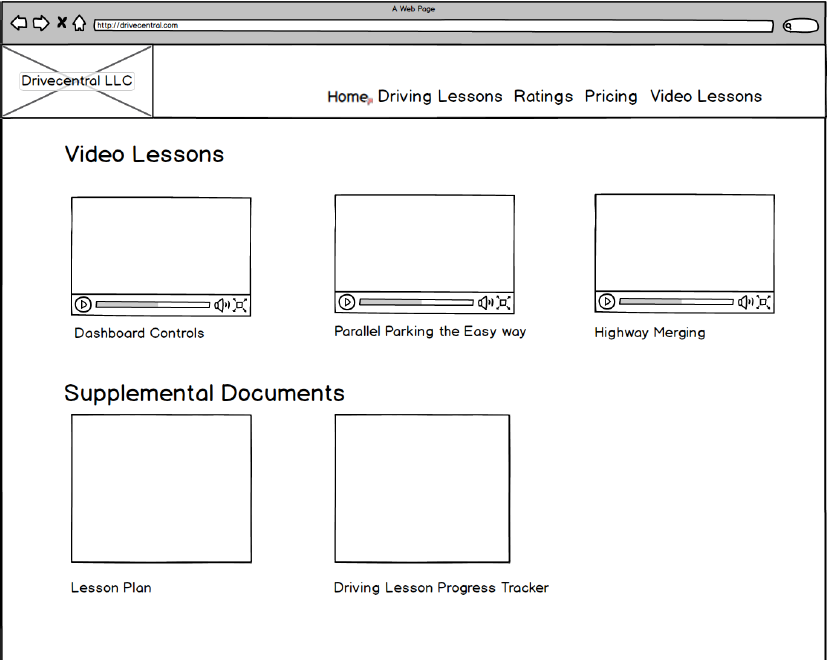 A Web Page
http://drivecentral.com
Drivecentral LLC
Home Driving Lessons Ratings Pricing Video Lessons
Video Lessons
Dashboard Controls
Parallel Parking the Easy way
Highway Merging
Supplemental Documents
Lesson Plan
Driving Lesson Progress Tracker